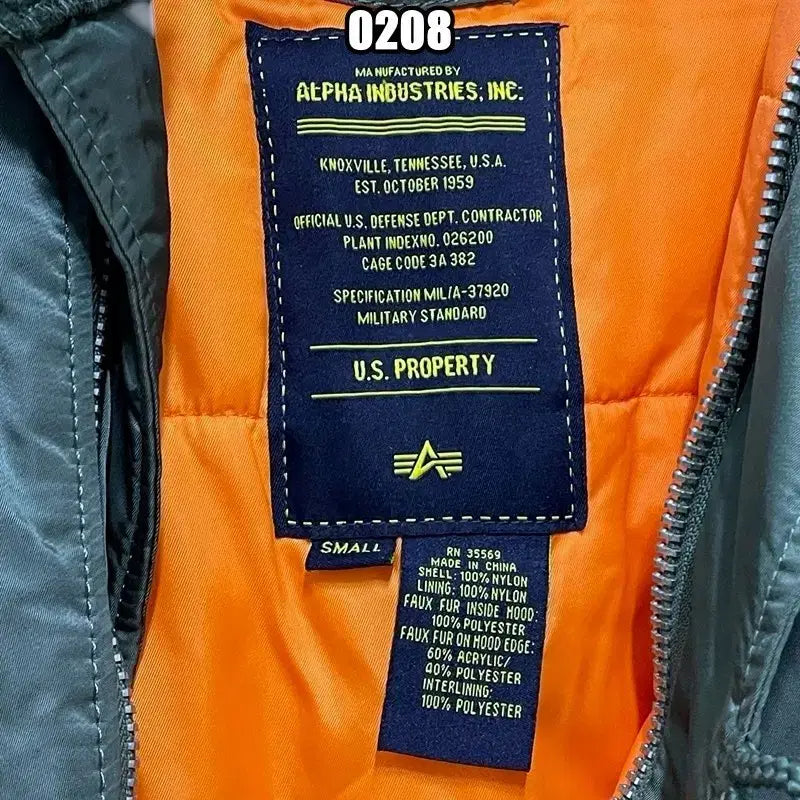 0208
MANUFACTURED BY
ALPHA INDUSTRIES, INC.
KNOXVILLE, TENNESSEE, U.S.A.
EST. OCTOBER 1959
OFFICIAL U.S. DEFENSE DEPT. CONTRACTOR
PLANT INDEXNO. 026200
CAGE CODE 3A 382
SPECIFICATION MIL/A-37920
MILITARY STANDARD
U.S. PROPERTY
SMALL
RN 35569
MADE IN CHINA
SHELL: 100% NYLON
LINING: 100% NYLON
FAUX FUR INSIDE HOOD:
100% POLYESTER
FAUX FUR ON HOOD EDGE:
60% ACRYLIC/
40% POLYESTER
INTERLINING:
100% POLYESTER